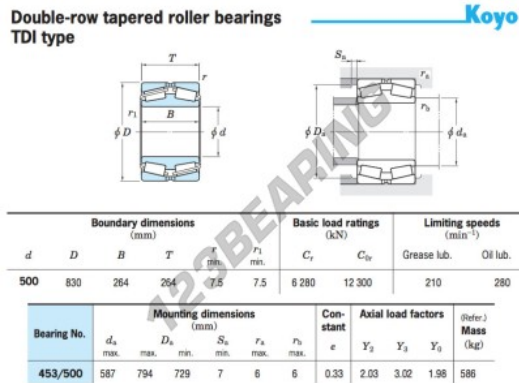 Double-row tapered roller bearings
TDI type
Koyo
T
r
r1
B
φ D
φ d
Sa
ra
rb
φ Da
φ da
123BEARING
Boundary dimensions
(mm)
Basic load ratings
(kN)
Limiting speeds
(min⁻¹)
d D B T r min. r1 min. Cr C0r Grease lub. Oil lub.
500 830 264 264 7.5 7.5 6 280 12 300 210 280
Bearing No.
Mounting dimensions
(mm)
Con-
stant
Axial load factors
(Refer.)
Mass
(kg)
da max. Da max. min. Sa min. ra max. rb max. e Y2 Y3 Y0
453/500 587 794 729 7 6 6 0.33 2.03 3.02 1.98 586